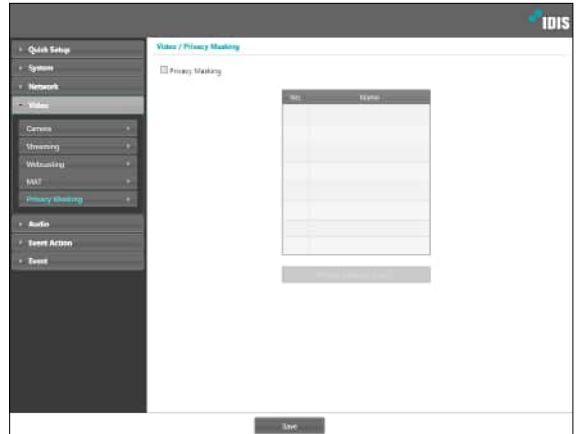 IDIS
Quick Setup
System
Network
Video
Camera
Streaming
Webcasting
MAT
Privacy Masking
Audio
Event Action
Event
Video / Privacy Masking
Privacy Masking
No. Name
Save